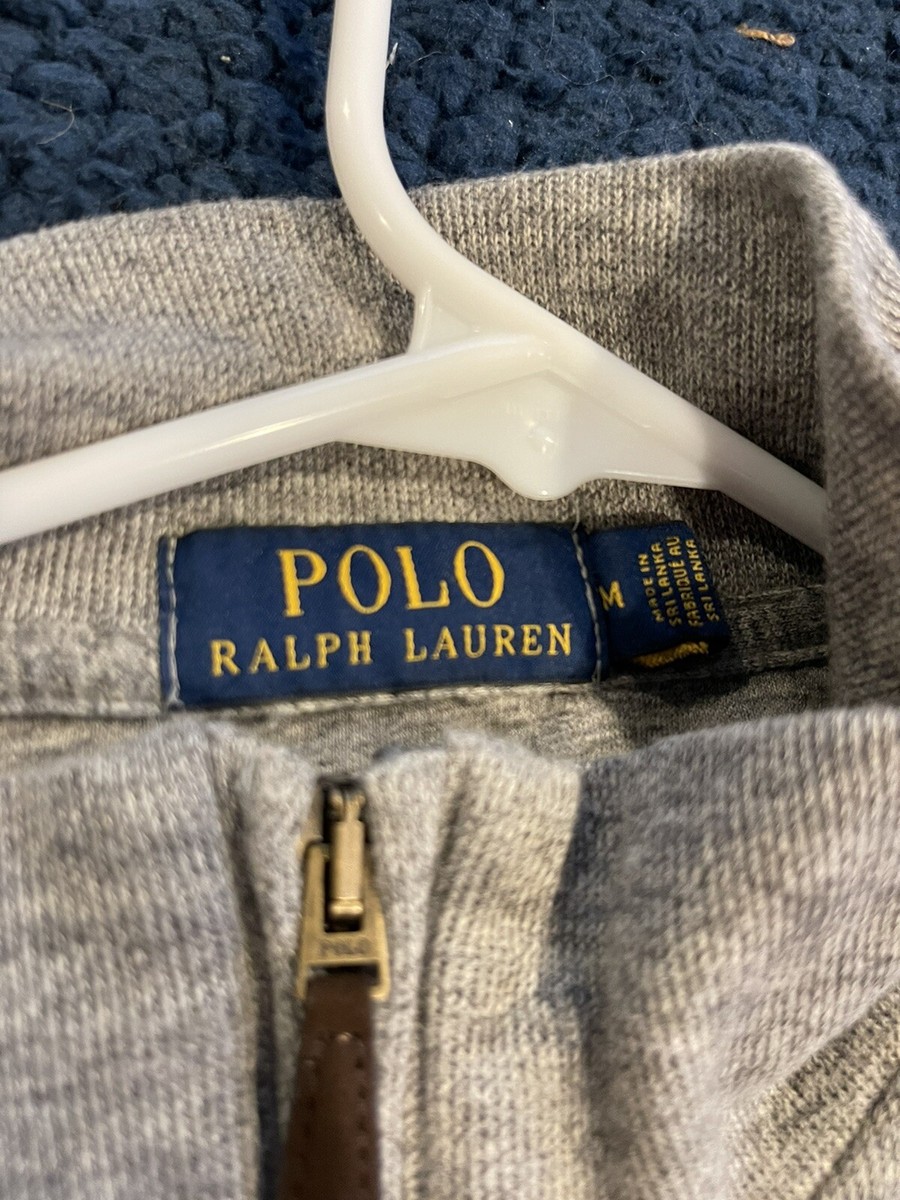 POLO
RALPH LAUREN
M
MADE IN
SRI LANKA
FABRIQUÉ AU
SRI LANKA
POLO